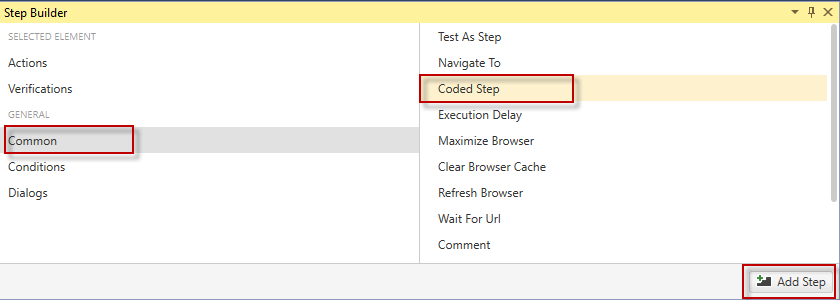 Step Builder
SELECTED ELEMENT
Actions
Verifications
GENERAL
Common
Conditions
Dialogs
Test As Step
Navigate To
Coded Step
Execution Delay
Maximize Browser
Clear Browser Cache
Refresh Browser
Wait For Url
Comment
Add Step